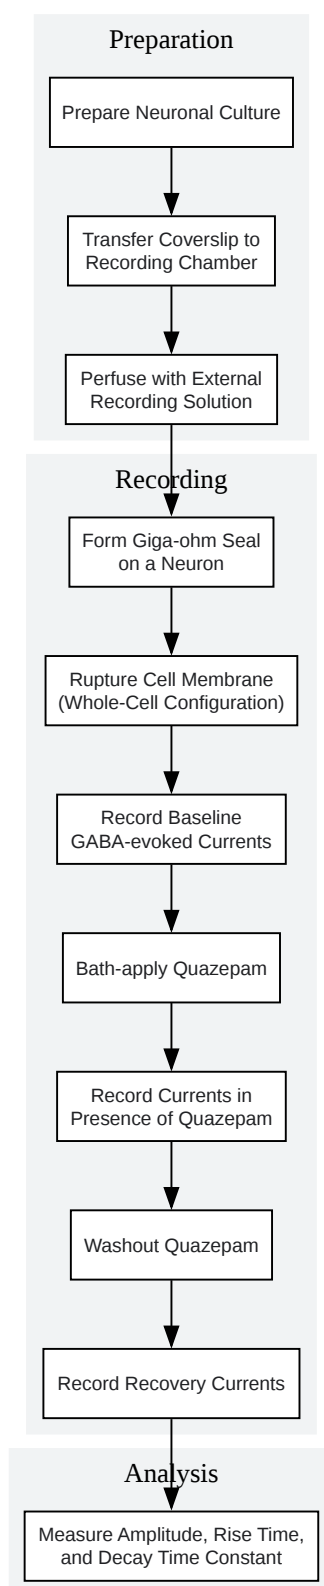 Preparation
Prepare Neuronal Culture
Transfer Coverslip to
Recording Chamber
Perfuse with External
Recording Solution
Recording
Form Giga-ohm Seal
on a Neuron
Rupture Cell Membrane
(Whole-Cell Configuration)
Record Baseline
GABA-evoked Currents
Bath-apply Quazepam
Record Currents in
Presence of Quazepam
Washout Quazepam
Record Recovery Currents
Analysis
Measure Amplitude, Rise Time,
and Decay Time Constant